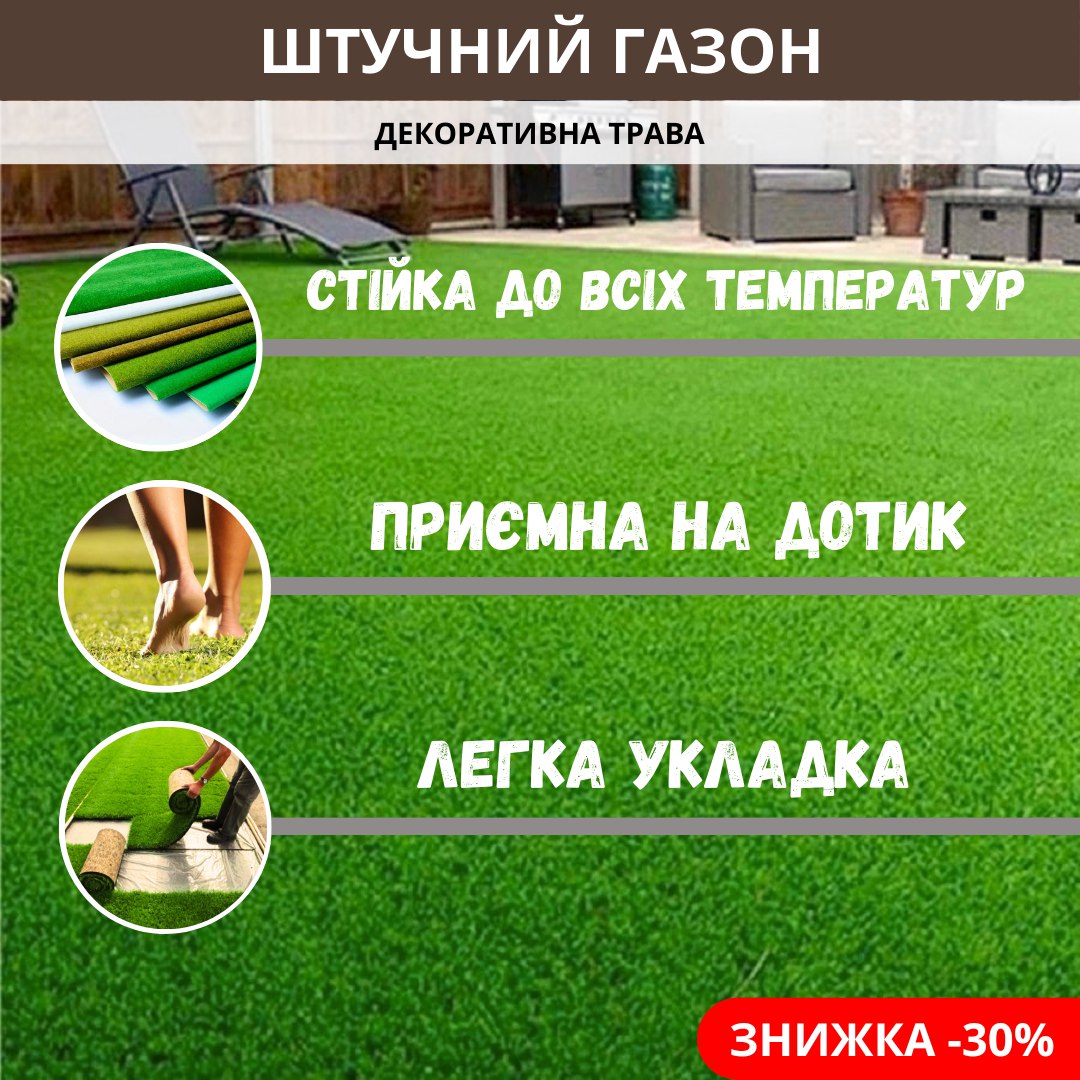 ШТУЧНИЙ ГАЗОН
ДЕКОРАТИВНА ТРАВА
СТІЙКА ДО ВСІХ ТЕМПЕРАТУР
ПРИЄМНА НА ДОТИК
ЛЕГКА УКЛАДКА
ЗНИЖКА -30%